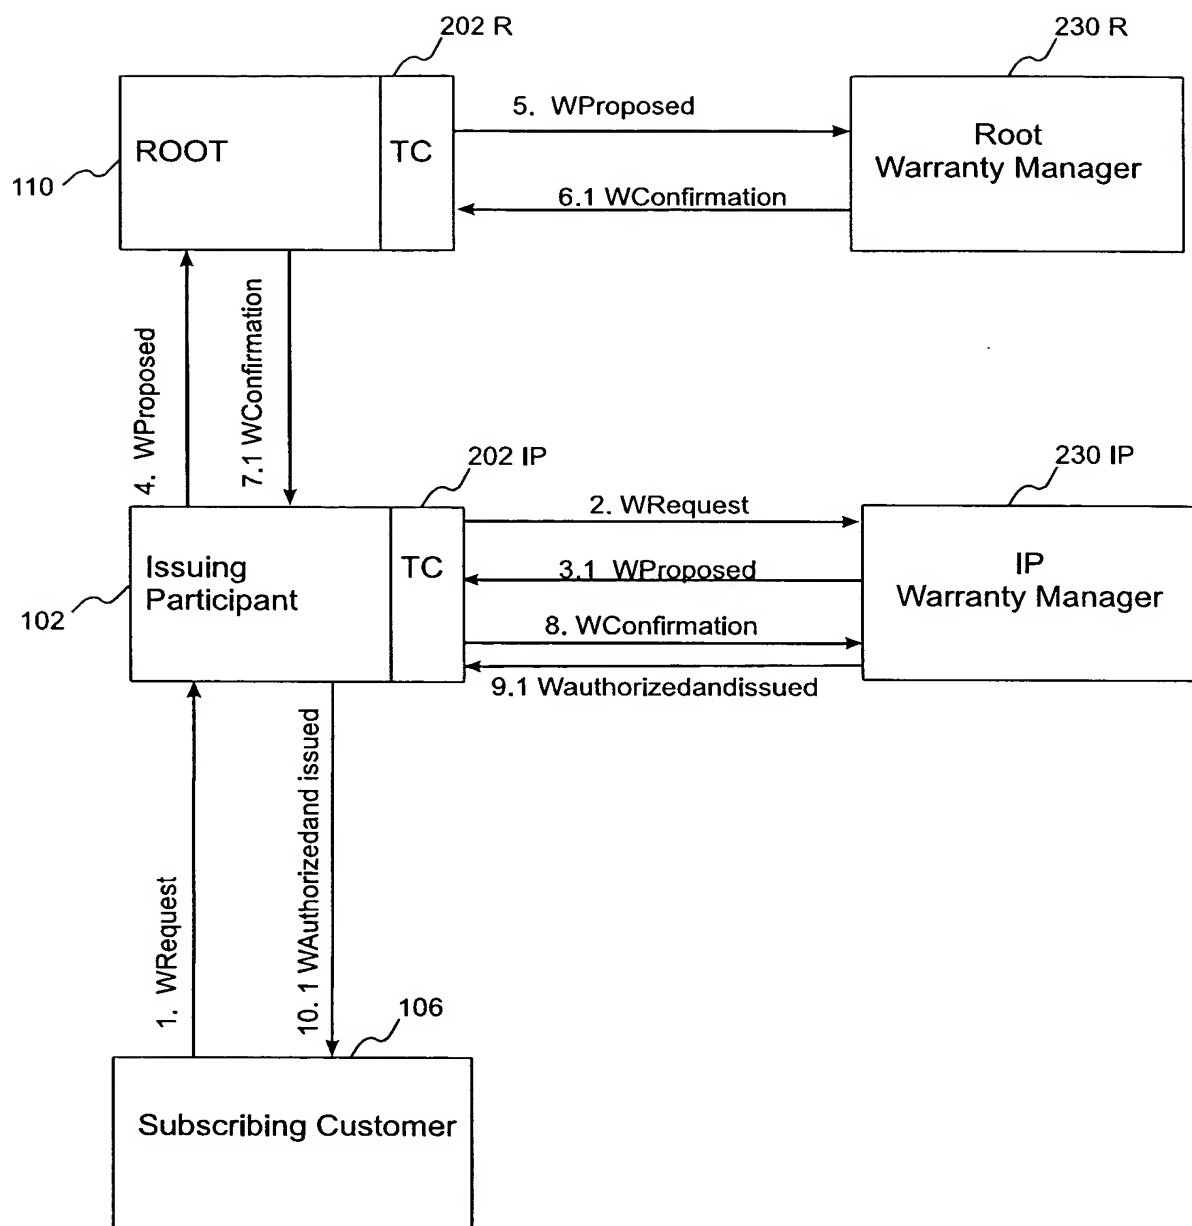 202 R
230 R
ROOT
TC
5. WProposed
Root
Warranty Manager
110
6.1 WConfirmation
4. WProposed
7.1 WConfirmation
202 IP
230 IP
Issuing
Participant
TC
2. WRequest
3.1 WProposed
IP
Warranty Manager
102
8. WConfirmation
9.1 Wauthorizedandissued
1. WRequest
10. 1 WAuthorizedand issued
106
Subscribing Customer